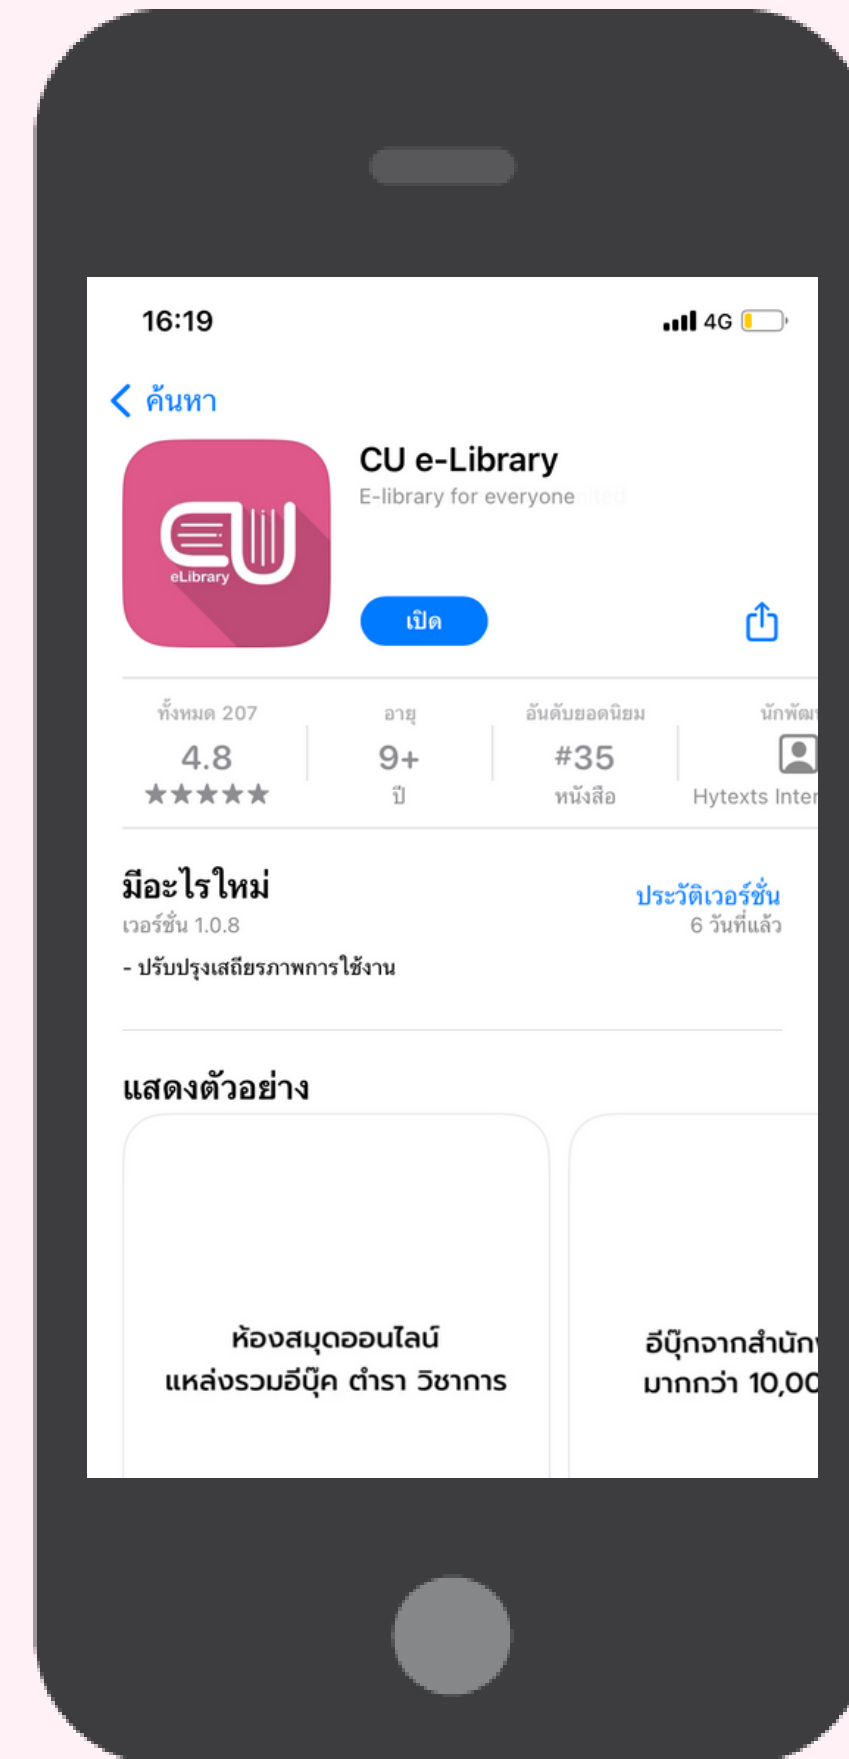 16:19
4G
ค้นหา
CU
eLibrary
CU e-Library
E-library for everyone
เปิด
ทั้งหมด 207
4.8
★★★★★
อายุ
9+
ปี
อันดับยอดนิยม
#35
หนังสือ
นักพัฒ
Hytexts Inter
มีอะไรใหม่
ประวัติเวอร์ชั่น
เวอร์ชั่น 1.0.8
6 วันที่แล้ว
- ปรับปรุงเสถียรภาพการใช้งาน
แสดงตัวอย่าง
ห้องสมุดออนไลน์
แหล่งรวมอีบุ๊ค ตำรา วิชาการ
อีบุ๊กจากสำนัก
มากกว่า 10,00